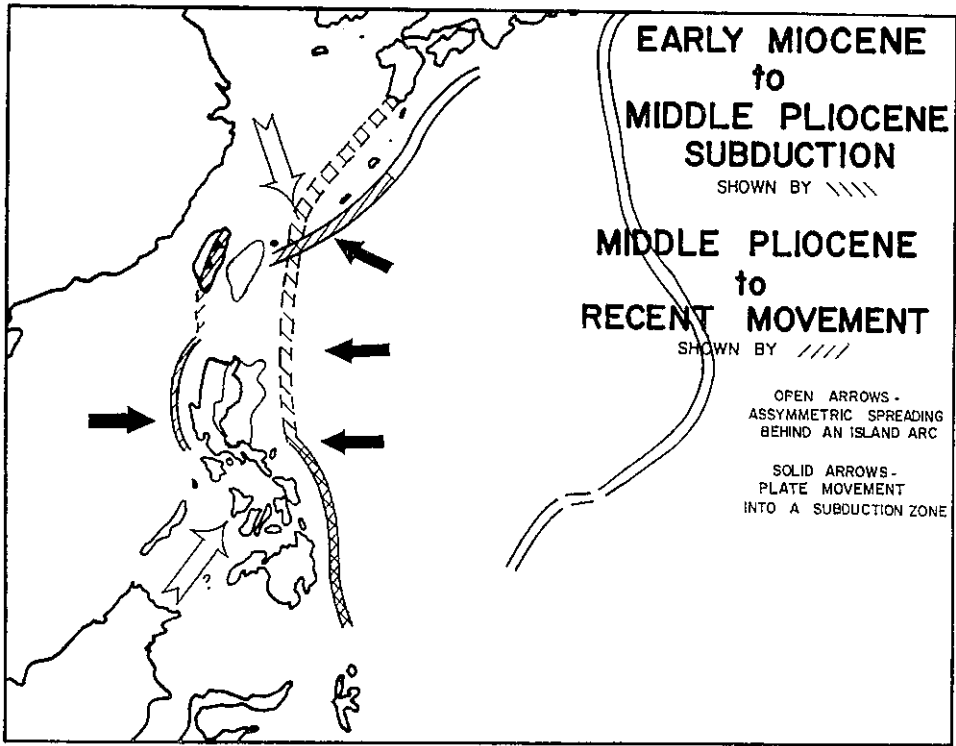 EARLY MIOCENE
to
MIDDLE PLIOCENE
SUBDUCTION
SHOWN BY \\\\
MIDDLE PLIOCENE
to
RECENT MOVEMENT
SHOWN BY ////
OPEN ARROWS -
ASSYMMETRIC SPREADING
BEHIND AN ISLAND ARC
SOLID ARROWS -
PLATE MOVEMENT
INTO A SUBDUCTION ZONE
?